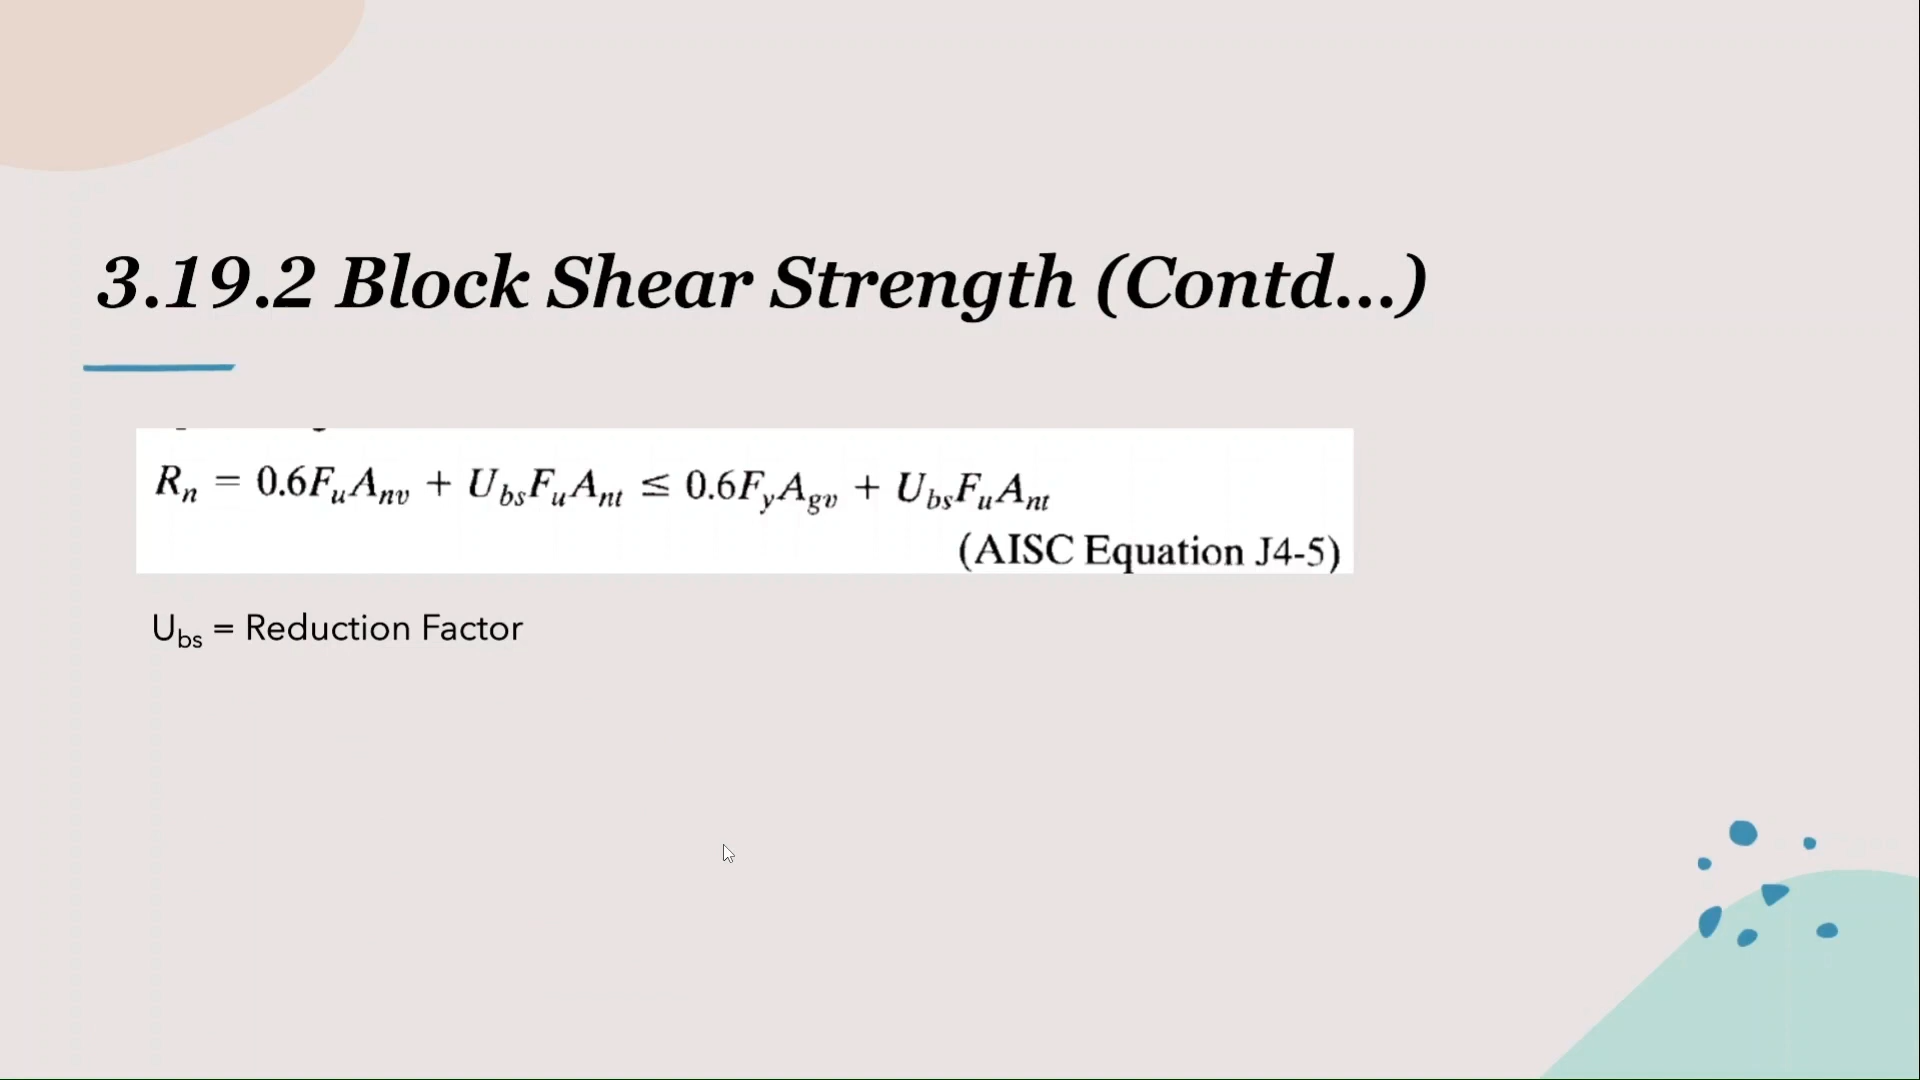 3.19.2 Block Shear Strength (Contd...)
Rn = 0.6FuAnv + UbsFuAnt ≤ 0.6FyAgv + UbsFuAnt
(AISC Equation J4-5)
Ubs = Reduction Factor